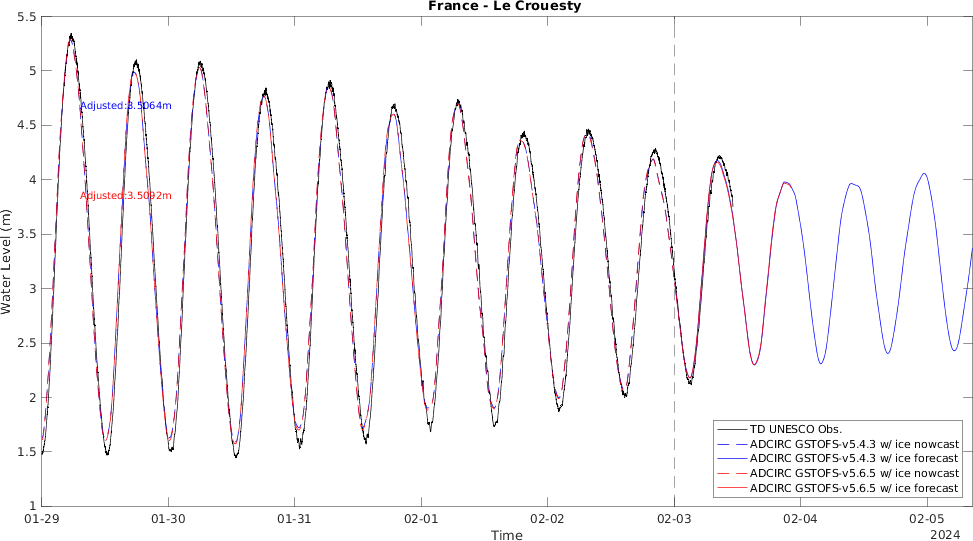 France - Le Crouesty
5.5
5
4.5
4
3.5
3
2.5
2
1.5
1
Water Level (m)
Adjusted:3.5064m
Adjusted:3.5092m
TD UNESCO Obs.
ADCIRC GSTOFS-v5.4.3 w/ ice nowcast
ADCIRC GSTOFS-v5.4.3 w/ ice forecast
ADCIRC GSTOFS-v5.6.5 w/ ice nowcast
ADCIRC GSTOFS-v5.6.5 w/ ice forecast
01-29 01-30 01-31 02-01 02-02 02-03 02-04 02-05
Time
2024